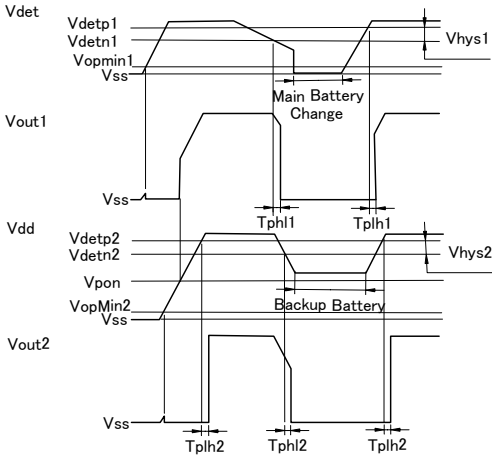 Vdet
Vdetp1
Vdetn1
Vhys1
Vopmin1
Vss
Main Battery
Change
Vout1
Vss
Tphl1
Tplh1
Vdd
Vdetp2
Vdetn2
Vhys2
Vpon
Backup Battery
VopMin2
Vss
Vout2
Vss
Tplh2
Tphl2
Tplh2